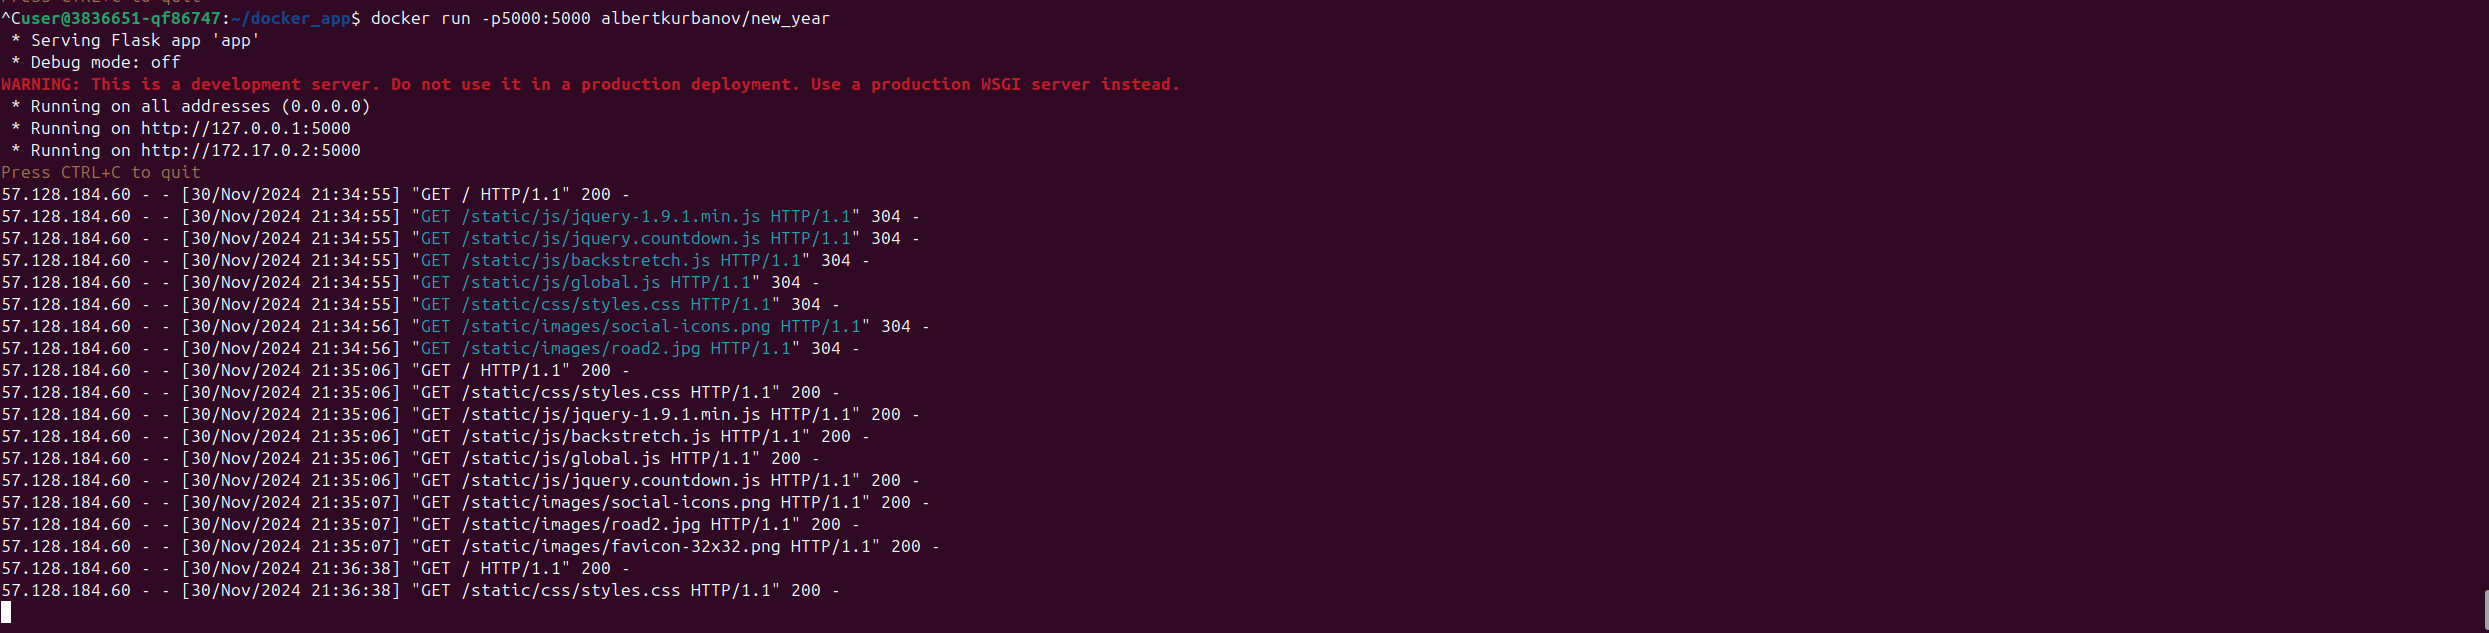 Press CTRL+C to quit
^Cuser@3836651-qf86747:~/docker_app$ docker run -p5000:5000 albertkurbanov/new_year
 * Serving Flask app 'app'
 * Debug mode: off
WARNING: This is a development server. Do not use it in a production deployment. Use a production WSGI server instead.
 * Running on all addresses (0.0.0.0)
 * Running on http://127.0.0.1:5000
 * Running on http://172.17.0.2:5000
Press CTRL+C to quit
57.128.184.60 - - [30/Nov/2024 21:34:55] "GET / HTTP/1.1" 200 -
57.128.184.60 - - [30/Nov/2024 21:34:55] "GET /static/js/jquery-1.9.1.min.js HTTP/1.1" 304 -
57.128.184.60 - - [30/Nov/2024 21:34:55] "GET /static/js/jquery.countdown.js HTTP/1.1" 304 -
57.128.184.60 - - [30/Nov/2024 21:34:55] "GET /static/js/backstretch.js HTTP/1.1" 304 -
57.128.184.60 - - [30/Nov/2024 21:34:55] "GET /static/js/global.js HTTP/1.1" 304 -
57.128.184.60 - - [30/Nov/2024 21:34:55] "GET /static/css/styles.css HTTP/1.1" 304 -
57.128.184.60 - - [30/Nov/2024 21:34:56] "GET /static/images/social-icons.png HTTP/1.1" 304 -
57.128.184.60 - - [30/Nov/2024 21:34:56] "GET /static/images/road2.jpg HTTP/1.1" 304 -
57.128.184.60 - - [30/Nov/2024 21:35:06] "GET / HTTP/1.1" 200 -
57.128.184.60 - - [30/Nov/2024 21:35:06] "GET /static/css/styles.css HTTP/1.1" 200 -
57.128.184.60 - - [30/Nov/2024 21:35:06] "GET /static/js/jquery-1.9.1.min.js HTTP/1.1" 200 -
57.128.184.60 - - [30/Nov/2024 21:35:06] "GET /static/js/backstretch.js HTTP/1.1" 200 -
57.128.184.60 - - [30/Nov/2024 21:35:06] "GET /static/js/global.js HTTP/1.1" 200 -
57.128.184.60 - - [30/Nov/2024 21:35:06] "GET /static/js/jquery.countdown.js HTTP/1.1" 200 -
57.128.184.60 - - [30/Nov/2024 21:35:07] "GET /static/images/social-icons.png HTTP/1.1" 200 -
57.128.184.60 - - [30/Nov/2024 21:35:07] "GET /static/images/road2.jpg HTTP/1.1" 200 -
57.128.184.60 - - [30/Nov/2024 21:35:07] "GET /static/images/favicon-32x32.png HTTP/1.1" 200 -
57.128.184.60 - - [30/Nov/2024 21:36:38] "GET / HTTP/1.1" 200 -
57.128.184.60 - - [30/Nov/2024 21:36:38] "GET /static/css/styles.css HTTP/1.1" 200 -